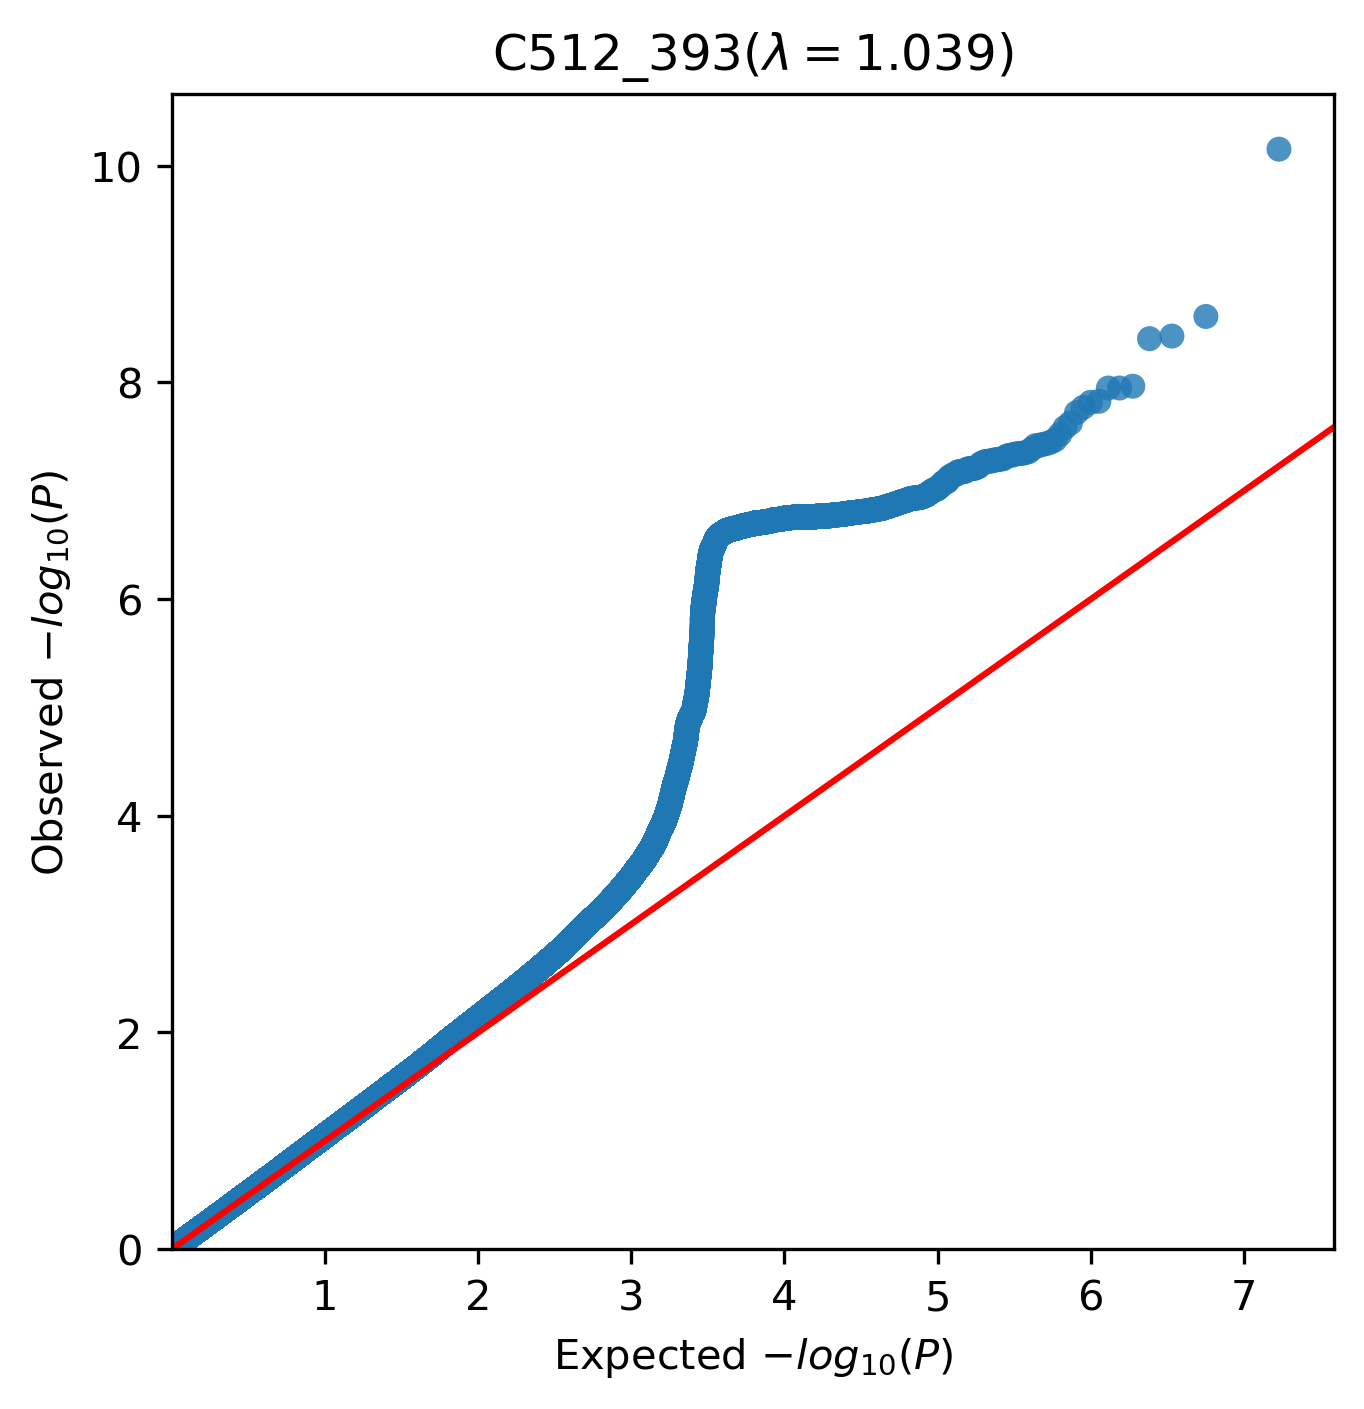 C512_393(λ = 1.039)
10
8
6
4
2
0
Observed −log₁₀(P)
1 2 3 4 5 6 7
Expected −log₁₀(P)